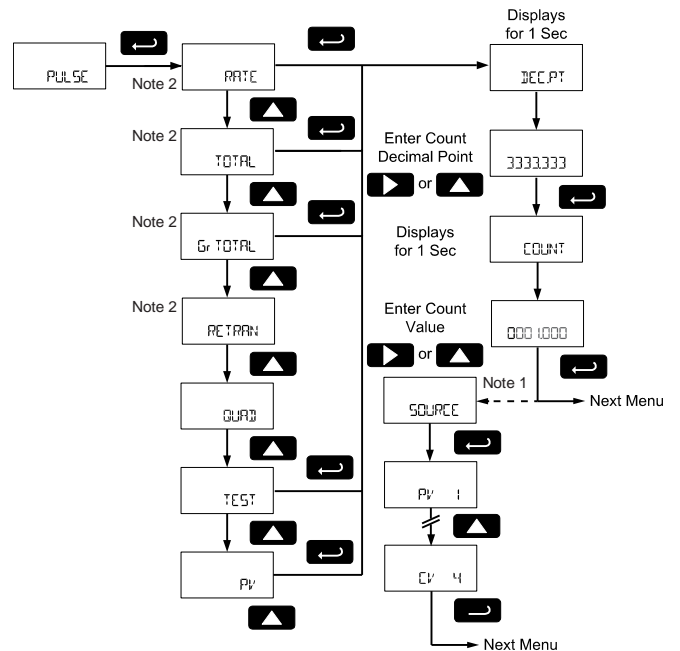 Displays
for 1 Sec
PULSE
Note 2
RATE
DEC.PT
Note 2
TOTAL
Enter Count
Decimal Point
or
3333.333
Note 2
Gr TOTAL
Displays
for 1 Sec
COUNT
Note 2
RETRAN
Enter Count
Value
or
0001.000
Note 1
Next Menu
QUAD
SOURCE
TEST
PV 1
PV
CV 4
Next Menu